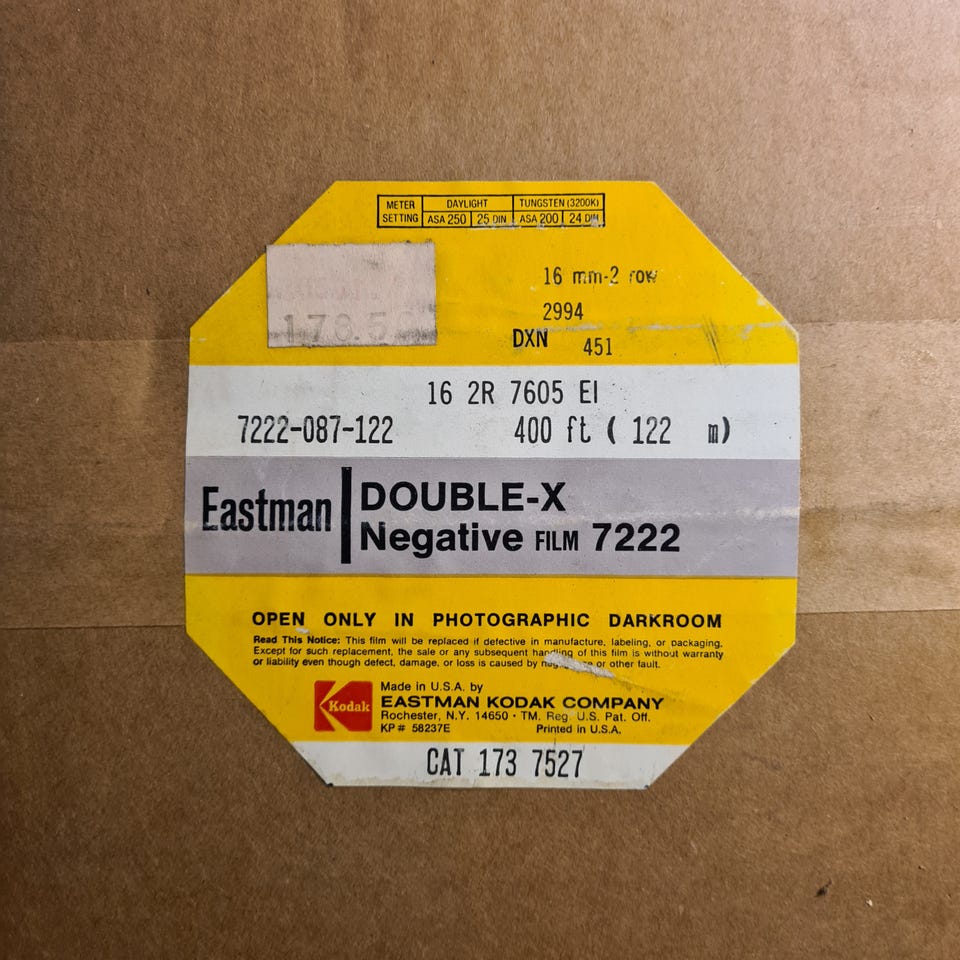 METER SETTING DAYLIGHT TUNGSTEN (3200K)
ASA 250 25 DIN ASA 200 24 DIN
16 mm-2 row
178.5
2994
DXN 451
16 2R 7605 EI
7222-087-122 400 ft ( 122 m)
Eastman DOUBLE-X
Negative FILM 7222
OPEN ONLY IN PHOTOGRAPHIC DARKROOM
Read This Notice: This film will be replaced if defective in manufacture, labeling, or packaging.
Except for such replacement, the sale or any subsequent handling of this film is without warranty
or liability even though defect, damage, or loss is caused by negligence or other fault.
Kodak
Made in U.S.A. by
EASTMAN KODAK COMPANY
Rochester, N.Y. 14650 · TM. Reg. U.S. Pat. Off.
KP# 58237E Printed in U.S.A.
CAT 173 7527